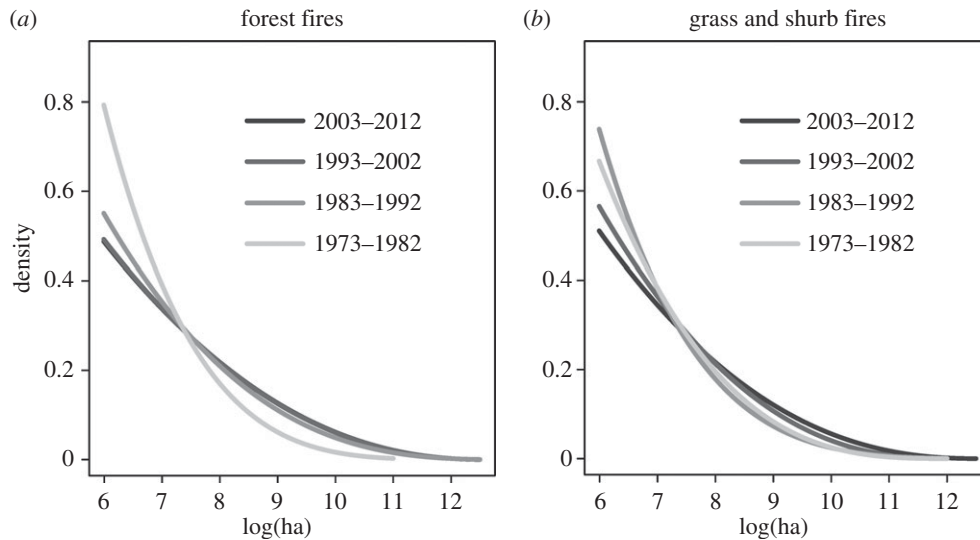 (a) forest fires
density
0.8
0.6
0.4
0.2
0
2003–2012
1993–2002
1983–1992
1973–1982
6 7 8 9 10 11 12
log(ha)
(b) grass and shurb fires
0.8
0.6
0.4
0.2
0
2003–2012
1993–2002
1983–1992
1973–1982
6 7 8 9 10 11 12
log(ha)